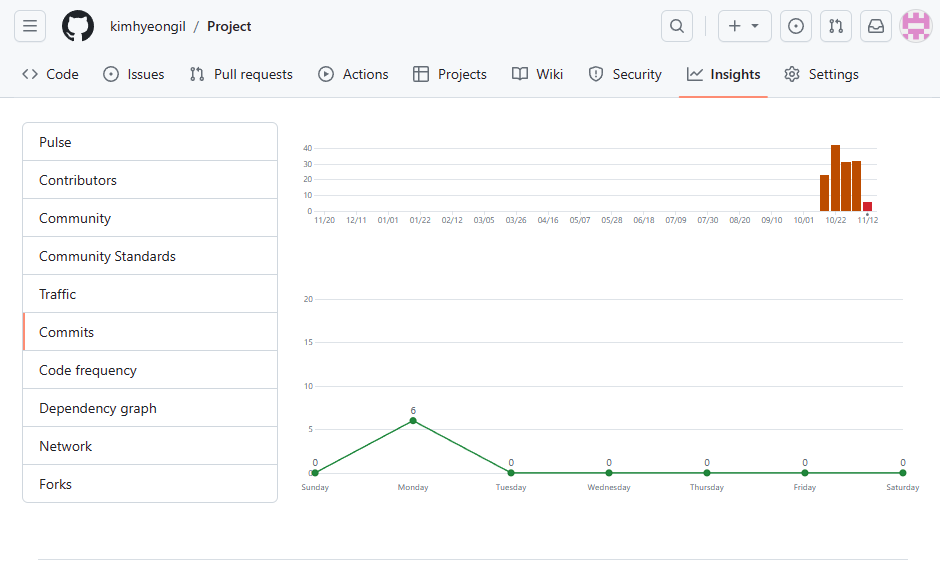 kimhyeongil / Project
Code Issues Pull requests Actions Projects Wiki Security Insights Settings
Pulse
Contributors
Community
Community Standards
Traffic
Commits
Code frequency
Dependency graph
Network
Forks
40
30
20
10
0
11/20 12/11 01/01 01/22 02/12 03/05 03/26 04/16 05/07 05/28 06/18 07/09 07/30 08/20 09/10 10/01 10/22 11/12
20
15
10
5
0
0 6 0 0 0 0 0
Sunday Monday Tuesday Wednesday Thursday Friday Saturday